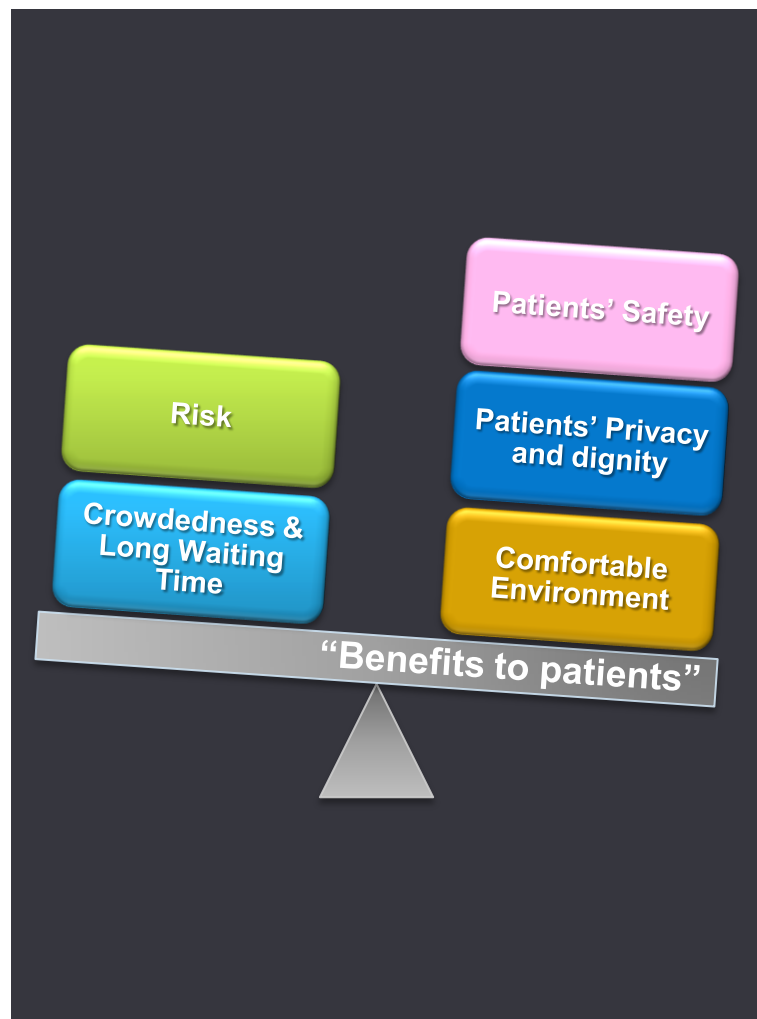 Risk
Crowdedness &
Long Waiting
Time
Patients’ Safety
Patients’ Privacy
and dignity
Comfortable
Environment
“Benefits to patients”